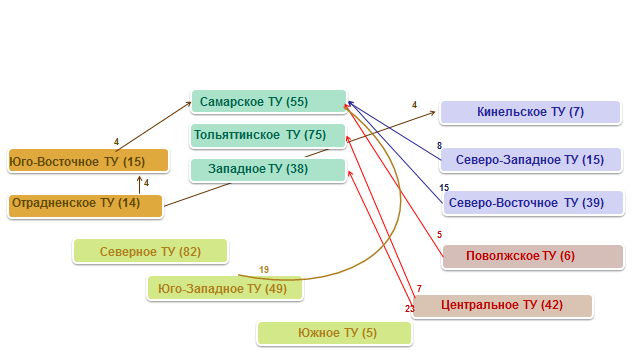 Самарское ТУ (55)
4
Кинельское ТУ (7)
Тольяттинское ТУ (75)
4
8
Юго-Восточное ТУ (15)
Западное ТУ (38)
Северо-Западное ТУ (15)
4
15
Отрадненское ТУ (14)
Северо-Восточное ТУ (39)
5
Северное ТУ (82)
Поволжское ТУ (6)
19
Юго-Западное ТУ (49)
7
23
Центральное ТУ (42)
Южное ТУ (5)